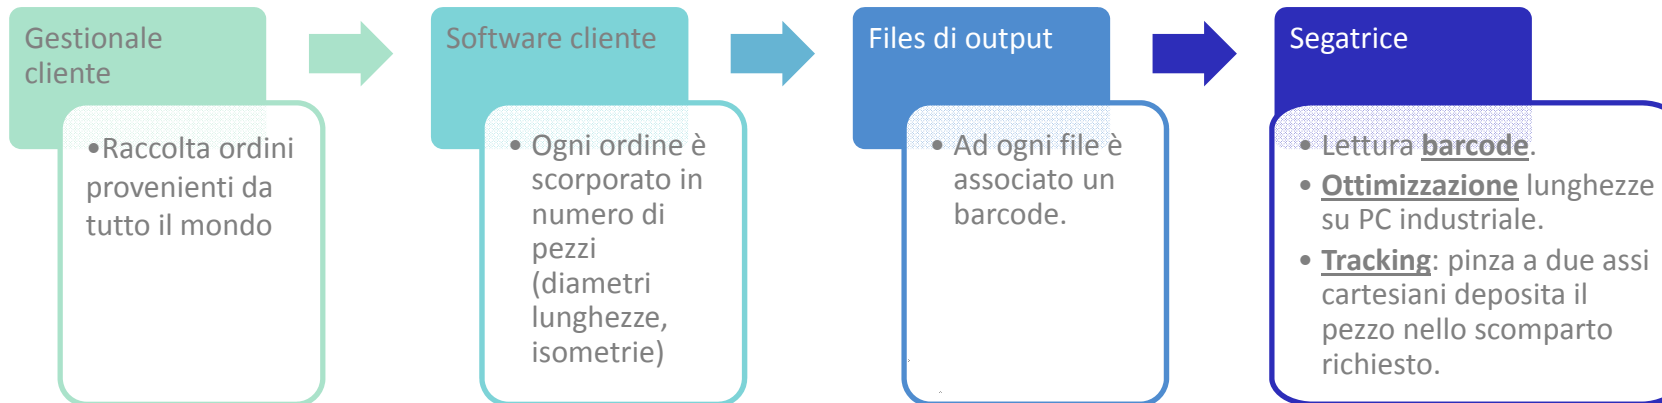 Gestionale
cliente
•Raccolta ordini
provenienti da
tutto il mondo
Software cliente
• Ogni ordine è
scorporato in
numero di
pezzi
(diametri
lunghezze,
isometrie)
Files di output
• Ad ogni file è
associato un
barcode.
Segatrice
• Lettura barcode.
• Ottimizzazione lunghezze
su PC industriale.
• Tracking: pinza a due assi
cartesiani deposita il
pezzo nello scomparto
richiesto.